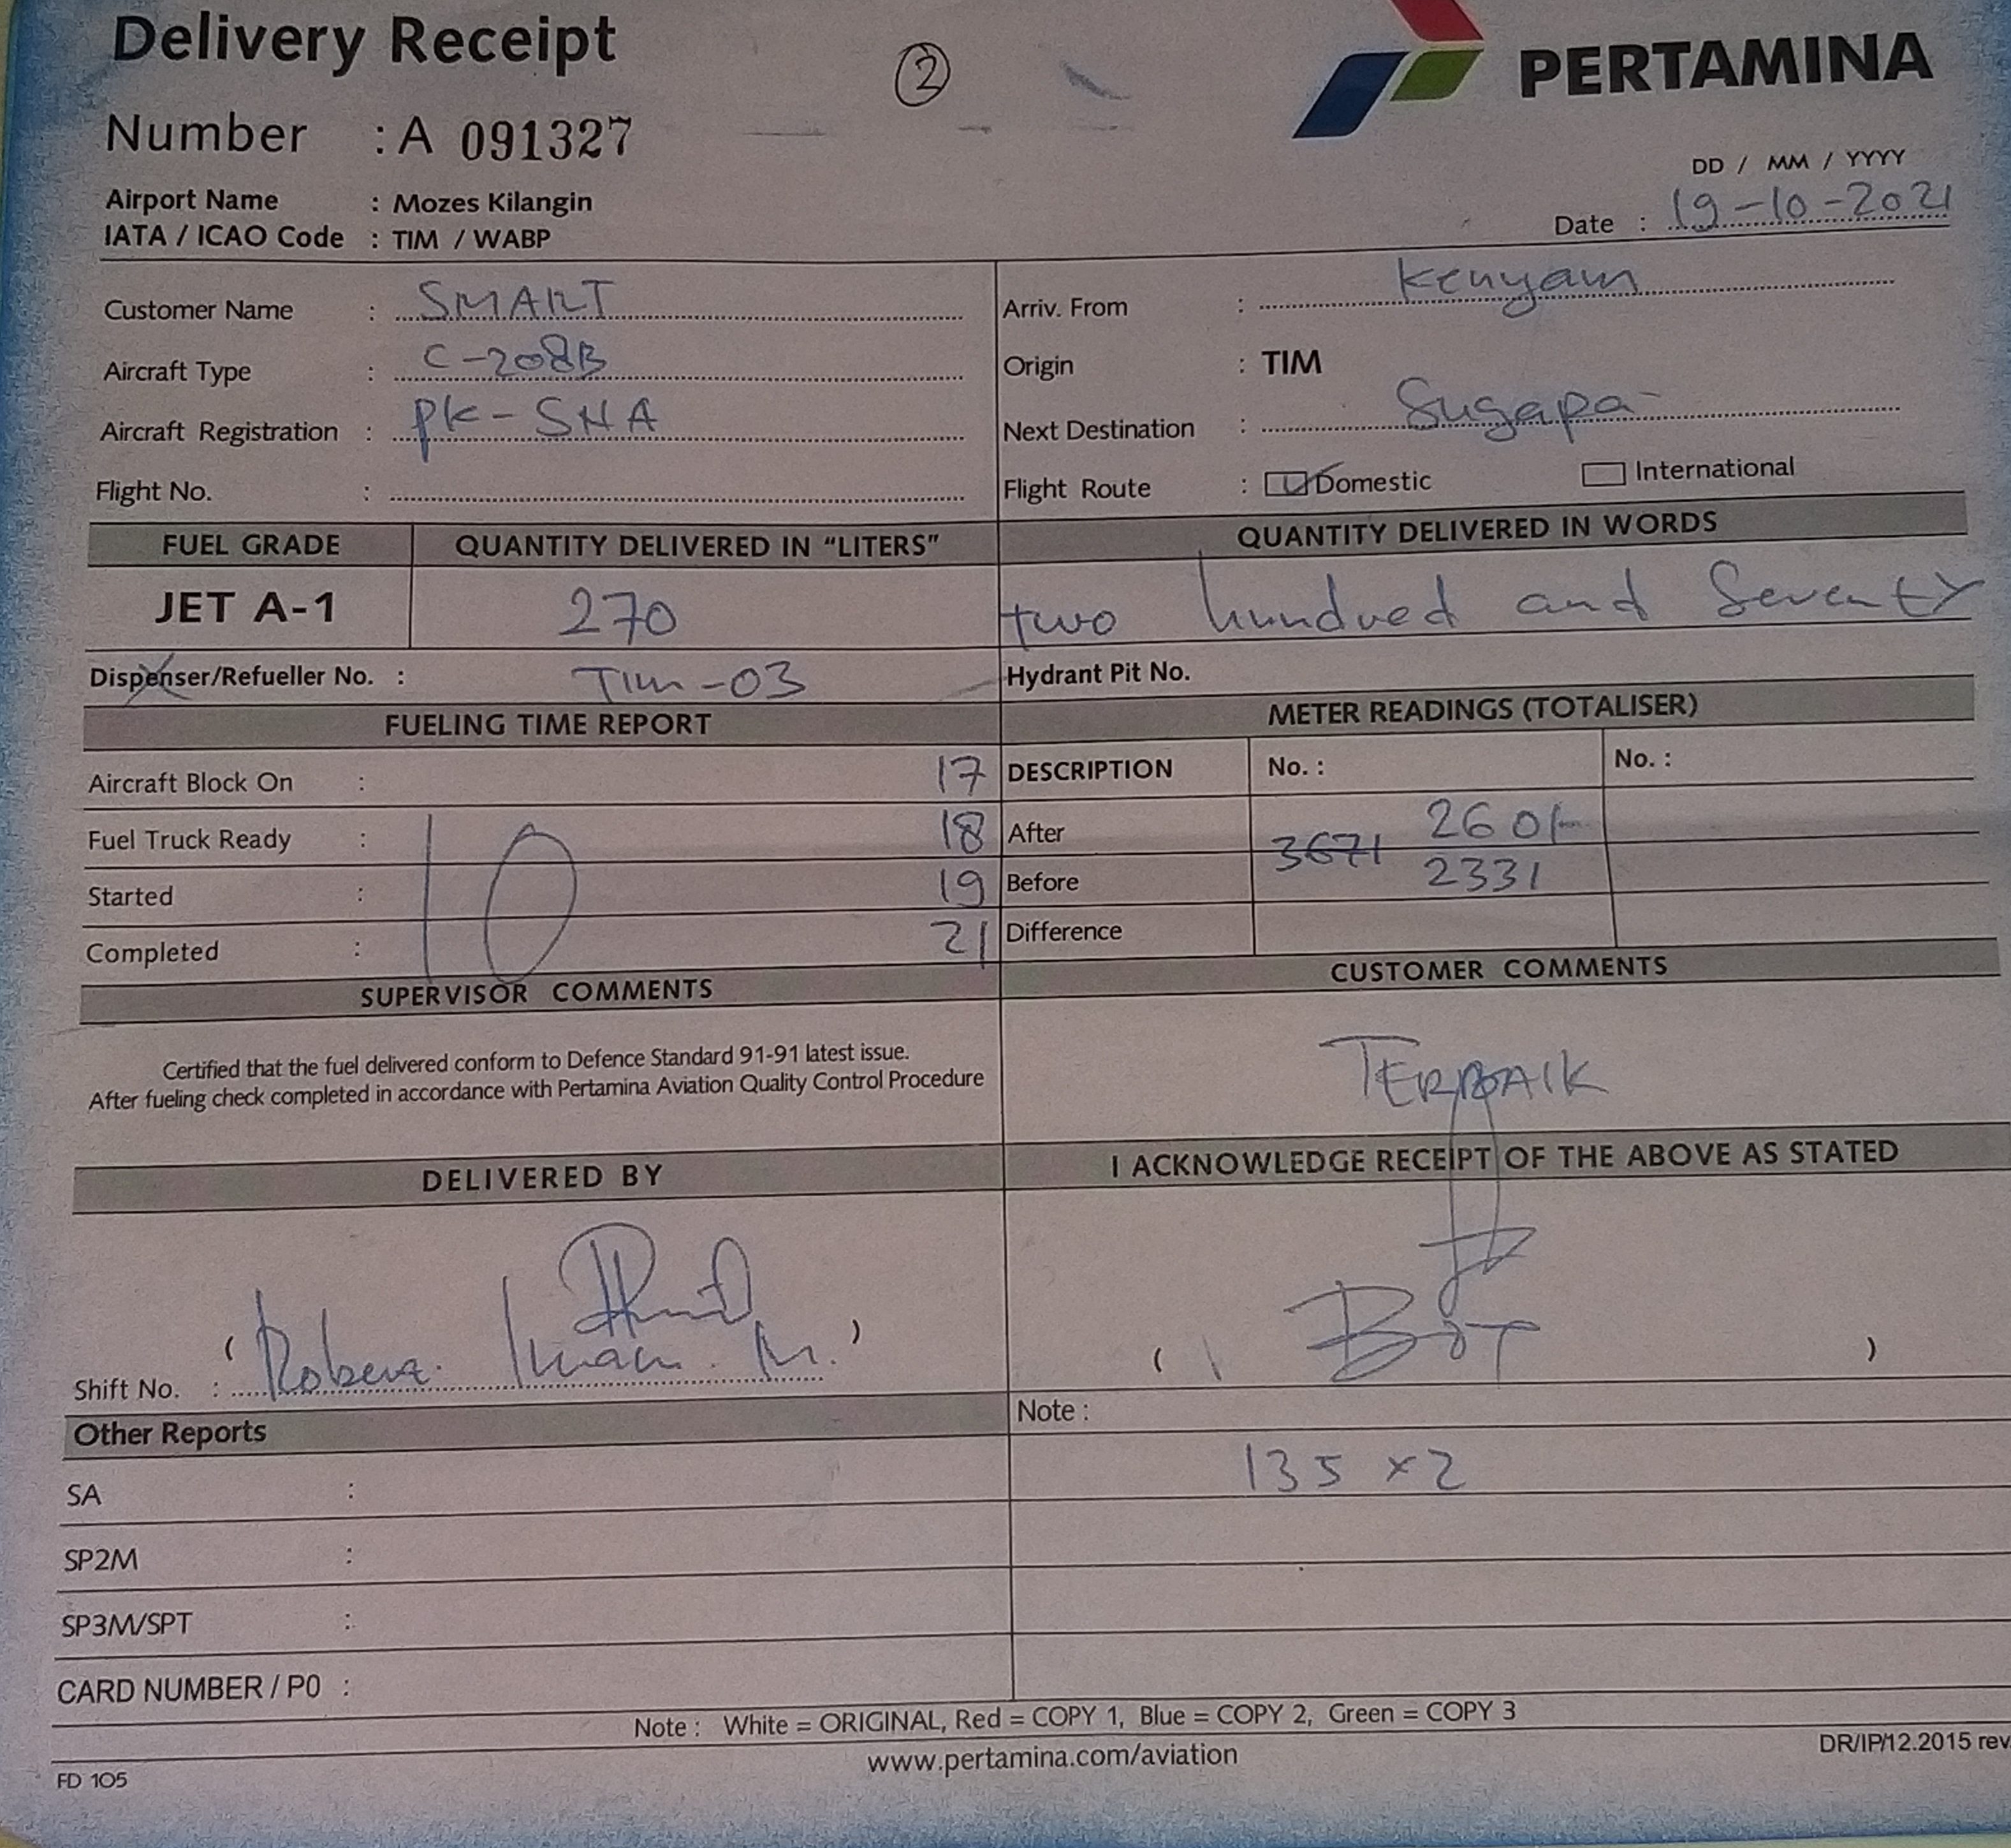 Delivery Receipt
2
PERTAMINA
Number : A 091327
DD / MM / YYYY
Airport Name : Mozes Kilangin
Date : 19-10-2021
IATA / ICAO Code : TIM / WABP
Customer Name : SMART
Arriv. From : Kenyam
Aircraft Type : C-208B
Origin : TIM
Aircraft Registration : PK-SNA
Next Destination : Sugapa
Flight No. :
Flight Route : Domestic International
FUEL GRADE QUANTITY DELIVERED IN “LITERS” QUANTITY DELIVERED IN WORDS
JET A-1 270 two hundred and Seventy
Dispenser/Refueller No. : TIM-03 Hydrant Pit No.
FUELING TIME REPORT METER READINGS (TOTALISER)
Aircraft Block On : 17 DESCRIPTION No. : No. :
Fuel Truck Ready : 10 18 After 3671 2601
Started : 19 Before 2331
Completed : 21 Difference
SUPERVISOR COMMENTS CUSTOMER COMMENTS
Certified that the fuel delivered conform to Defence Standard 91-91 latest issue.
After fueling check completed in accordance with Pertamina Aviation Quality Control Procedure
TERBAIK
DELIVERED BY I ACKNOWLEDGE RECEIPT OF THE ABOVE AS STATED
Shift No. : ( M. ) ( )
Other Reports Note :
SA : 135 x 2
SP2M :
SP3M/SPT :
CARD NUMBER / P0 :
Note : White = ORIGINAL, Red = COPY 1, Blue = COPY 2, Green = COPY 3
www.pertamina.com/aviation
DR/IP/12.2015 rev
FD 105